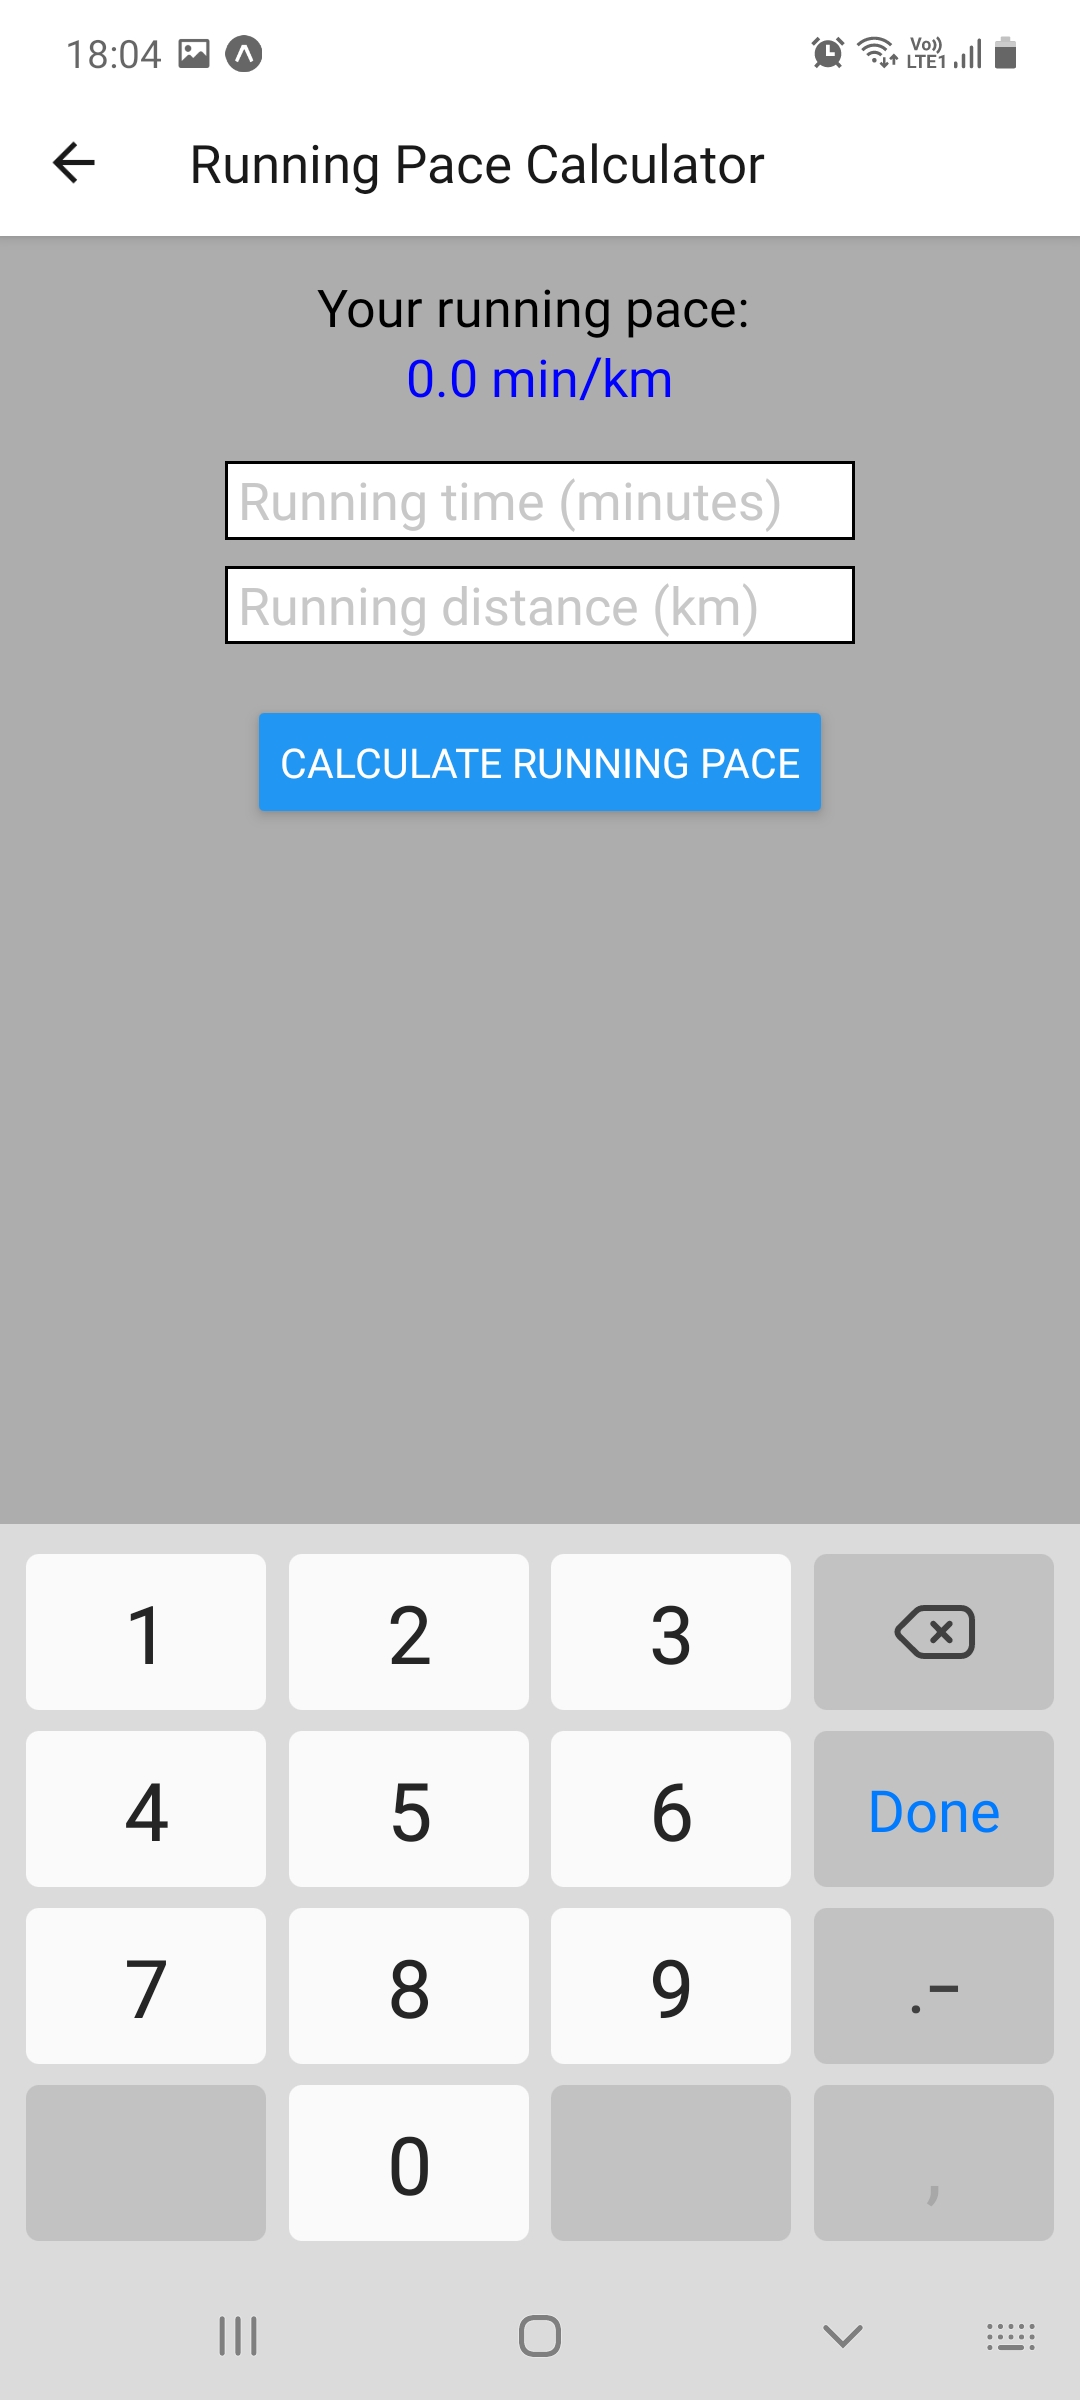 18:04 Vo)) LTE1
Running Pace Calculator
Your running pace:
0.0 min/km
Running time (minutes)
Running distance (km)
CALCULATE RUNNING PACE
1 2 3
4 5 6 Done
7 8 9 .-
0 ,